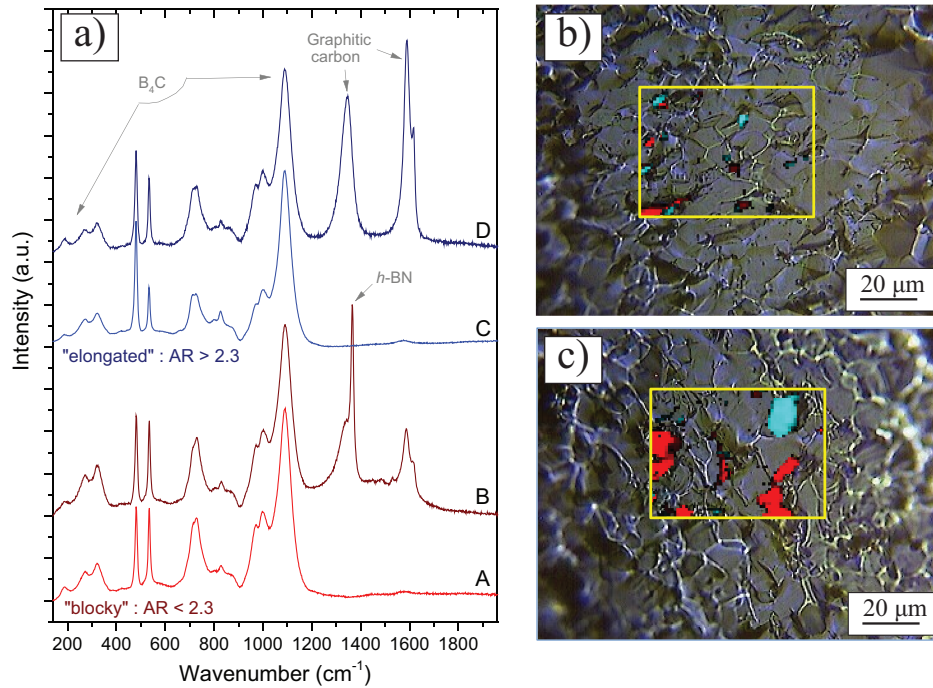 a)
B₄C
Graphitic
carbon
D
h-BN
C
"elongated" : AR > 2.3
B
A
"blocky" : AR < 2.3
200 400 600 800 1000 1200 1400 1600 1800
Wavenumber (cm⁻¹)
Intensity (a.u.)
b)
20 μm
c)
20 μm